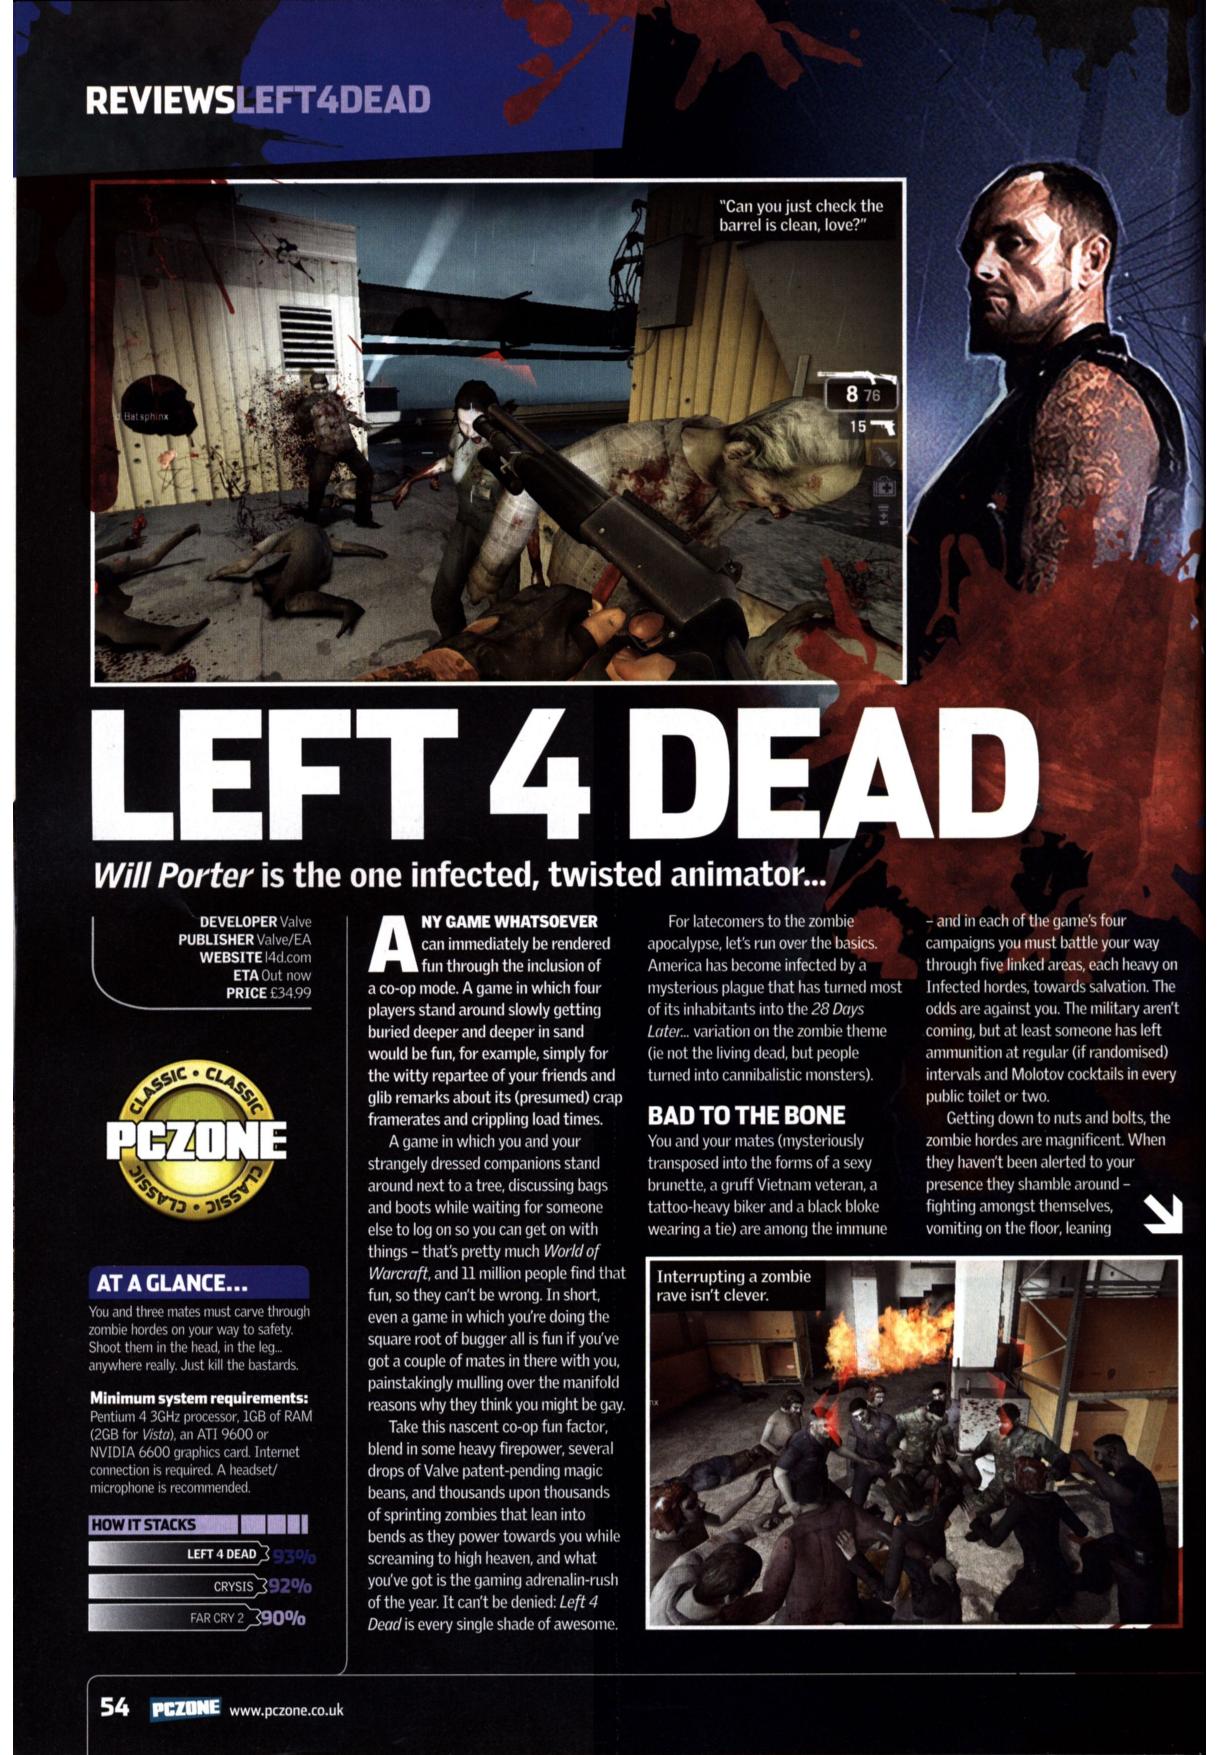 REVIEWSLEFT4DEAD
"Can you just check the
barrel is clean, love?"
Batsphinx
8 76
15
LEFT 4 DEAD
Will Porter is the one infected, twisted animator...
DEVELOPER Valve
PUBLISHER Valve/EA
WEBSITE l4d.com
ETA Out now
PRICE £34.99
CLASSIC • CLASSIC
PCZONE
CLASSIC • CLASSIC
AT A GLANCE...
You and three mates must carve through
zombie hordes on your way to safety.
Shoot them in the head, in the leg...
anywhere really. Just kill the bastards.
Minimum system requirements:
Pentium 4 3GHz processor, 1GB of RAM
(2GB for Vista), an ATI 9600 or
NVIDIA 6600 graphics card. Internet
connection is required. A headset/
microphone is recommended.
HOW IT STACKS
LEFT 4 DEAD 93%
CRYSIS 92%
FAR CRY 2 90%
ANY GAME WHATSOEVER
can immediately be rendered
fun through the inclusion of
a co-op mode. A game in which four
players stand around slowly getting
buried deeper and deeper in sand
would be fun, for example, simply for
the witty repartee of your friends and
glib remarks about its (presumed) crap
framerates and crippling load times.
A game in which you and your
strangely dressed companions stand
around next to a tree, discussing bags
and boots while waiting for someone
else to log on so you can get on with
things – that's pretty much World of
Warcraft, and 11 million people find that
fun, so they can't be wrong. In short,
even a game in which you're doing the
square root of bugger all is fun if you've
got a couple of mates in there with you,
painstakingly mulling over the manifold
reasons why they think you might be gay.
Take this nascent co-op fun factor,
blend in some heavy firepower, several
drops of Valve patent-pending magic
beans, and thousands upon thousands
of sprinting zombies that lean into
bends as they power towards you while
screaming to high heaven, and what
you've got is the gaming adrenalin-rush
of the year. It can't be denied: Left 4
Dead is every single shade of awesome.
For latecomers to the zombie
apocalypse, let's run over the basics.
America has become infected by a
mysterious plague that has turned most
of its inhabitants into the 28 Days
Later... variation on the zombie theme
(ie not the living dead, but people
turned into cannibalistic monsters).
BAD TO THE BONE
You and your mates (mysteriously
transposed into the forms of a sexy
brunette, a gruff Vietnam veteran, a
tattoo-heavy biker and a black bloke
wearing a tie) are among the immune
– and in each of the game's four
campaigns you must battle your way
through five linked areas, each heavy on
Infected hordes, towards salvation. The
odds are against you. The military aren't
coming, but at least someone has left
ammunition at regular (if randomised)
intervals and Molotov cocktails in every
public toilet or two.
Getting down to nuts and bolts, the
zombie hordes are magnificent. When
they haven't been alerted to your
presence they shamble around –
fighting amongst themselves,
vomiting on the floor, leaning
Interrupting a zombie
rave isn't clever.
54 PCZONE www.pczone.co.uk